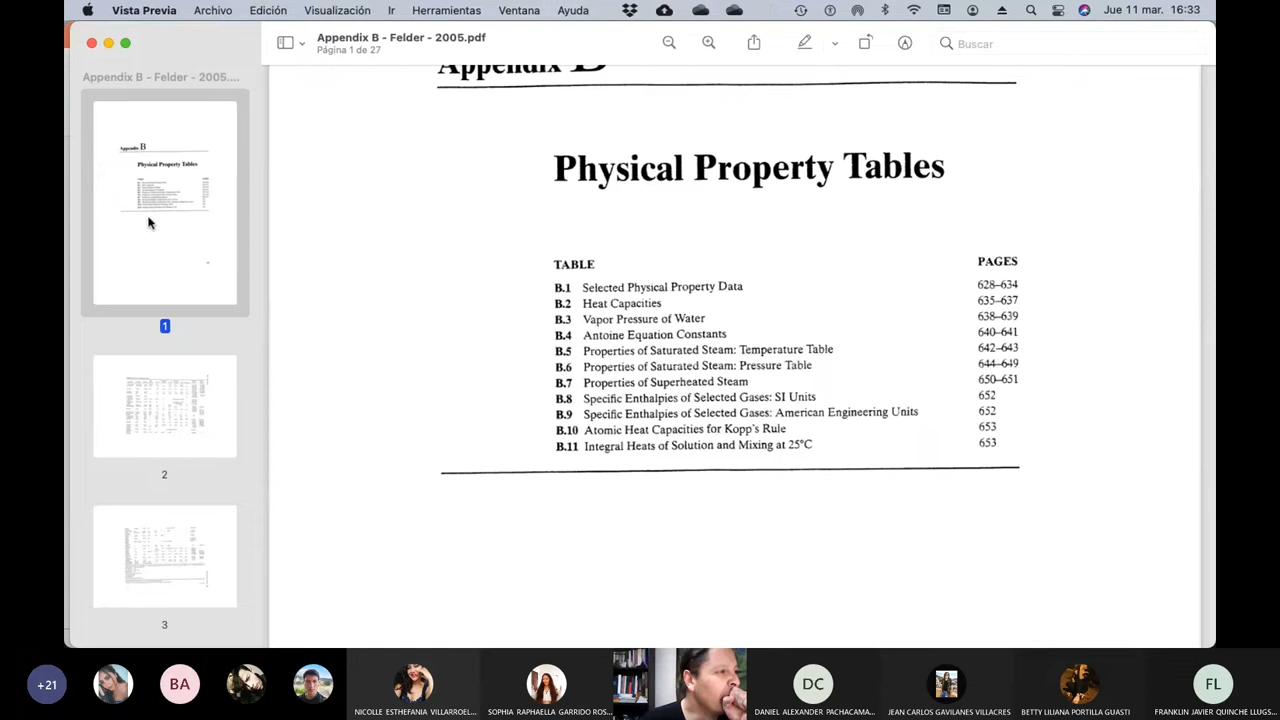 Vista Previa Archivo Edición Visualización Ir Herramientas Ventana Ayuda Jue 11 mar. 16:33
Appendix B - Felder - 2005.pdf
Página 1 de 27
Buscar
Appendix B - Felder - 2005....
Appendix B
Physical Property Tables
1
2
3
Appendix B
Physical Property Tables
TABLE PAGES
B.1 Selected Physical Property Data 628–634
B.2 Heat Capacities 635–637
B.3 Vapor Pressure of Water 638–639
B.4 Antoine Equation Constants 640–641
B.5 Properties of Saturated Steam: Temperature Table 642–643
B.6 Properties of Saturated Steam: Pressure Table 644–649
B.7 Properties of Superheated Steam 650–651
B.8 Specific Enthalpies of Selected Gases: SI Units 652
B.9 Specific Enthalpies of Selected Gases: American Engineering Units 652
B.10 Atomic Heat Capacities for Kopp's Rule 653
B.11 Integral Heats of Solution and Mixing at 25°C 653
+21
BA
NICOLLE ESTHEFANIA VILLARROEL...
SOPHIA RAPHAELLA GARRIDO ROS...
DC
DANIEL ALEXANDER PACHACAMA...
JEAN CARLOS GAVILANES VILLACRES
BETTY LILIANA PORTILLA GUASTI
FL
FRANKLIN JAVIER QUINCHE LLUGS...